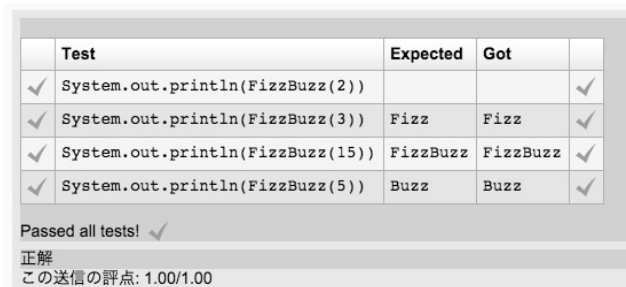 Test Expected Got
System.out.println(FizzBuzz(2))
System.out.println(FizzBuzz(3)) Fizz Fizz
System.out.println(FizzBuzz(15)) FizzBuzz FizzBuzz
System.out.println(FizzBuzz(5)) Buzz Buzz
Passed all tests!
正解
この送信の評点: 1.00/1.00